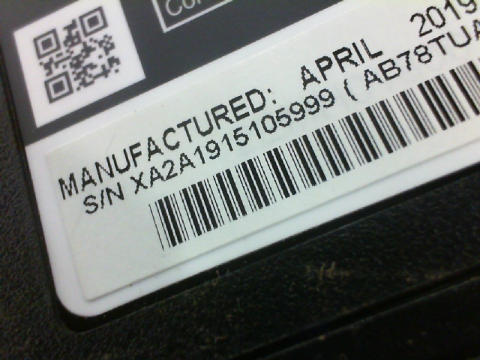 MANUFACTURED: APRIL 2019
S/N XA2A1915105999 ( AB78TUA